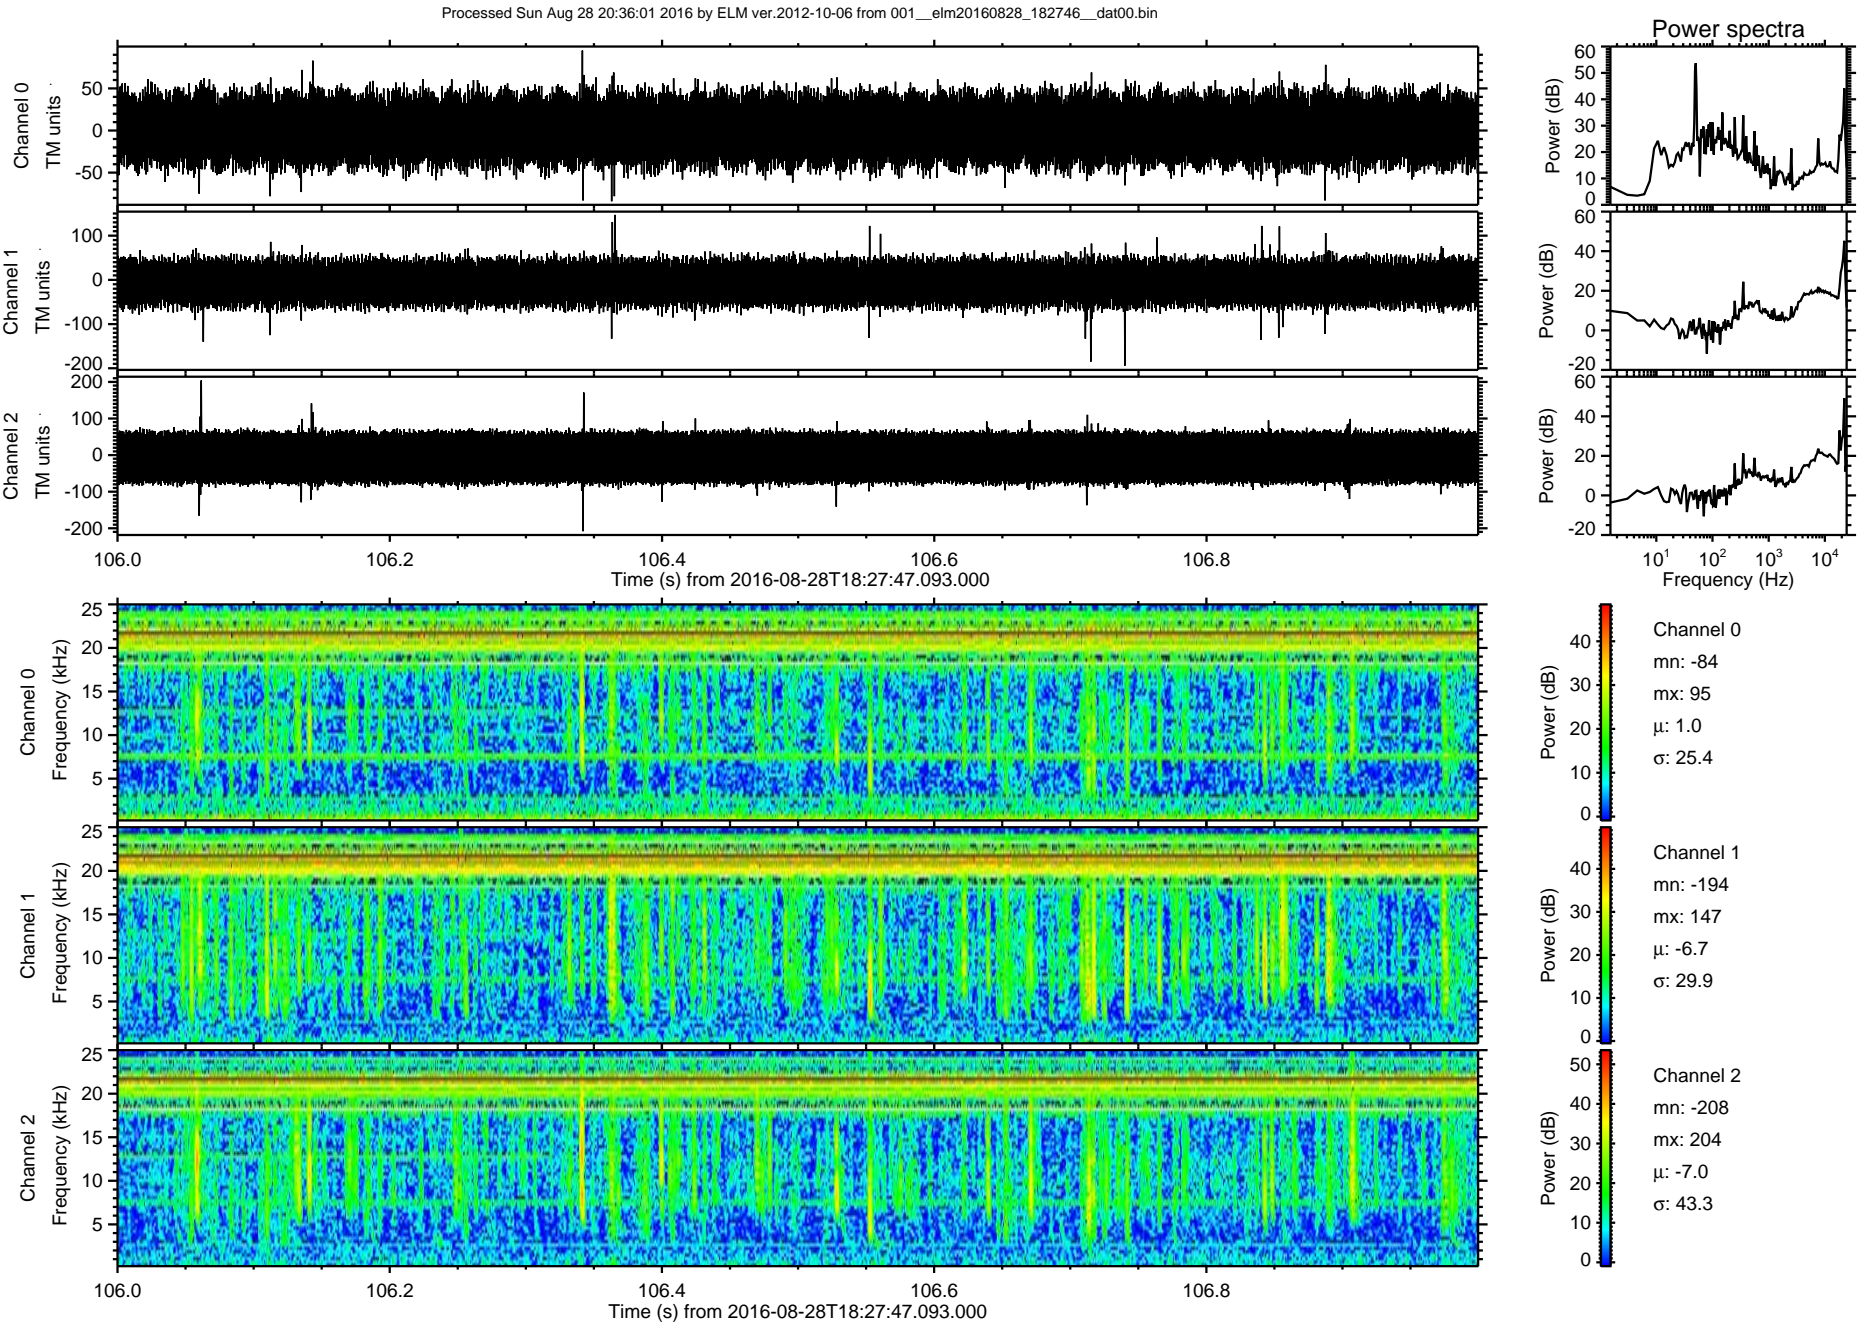 Processed Sun Aug 28 20:36:01 2016 by ELM ver.2012-10-06 from 001__elm20160828_182746__dat00.bin
Power spectra
Channel 0
TM units
50
0
-50
Power (dB)
60
50
40
30
20
10
0
Channel 1
TM units
100
0
-100
-200
Power (dB)
60
40
20
0
-20
Channel 2
TM units
200
100
0
-100
-200
Power (dB)
60
40
20
0
-20
106.0 106.2 106.4 106.6 106.8
Time (s) from 2016-08-28T18:27:47.093.000
10¹ 10² 10³ 10⁴
Frequency (Hz)
Channel 0
Frequency (kHz)
25
20
15
10
5
Power (dB)
40
30
20
10
0
Channel 0
mn: -84
mx: 95
μ: 1.0
σ: 25.4
Channel 1
Frequency (kHz)
25
20
15
10
5
Power (dB)
40
30
20
10
0
Channel 1
mn: -194
mx: 147
μ: -6.7
σ: 29.9
Channel 2
Frequency (kHz)
25
20
15
10
5
Power (dB)
50
40
30
20
10
0
Channel 2
mn: -208
mx: 204
μ: -7.0
σ: 43.3
106.0 106.2 106.4 106.6 106.8
Time (s) from 2016-08-28T18:27:47.093.000